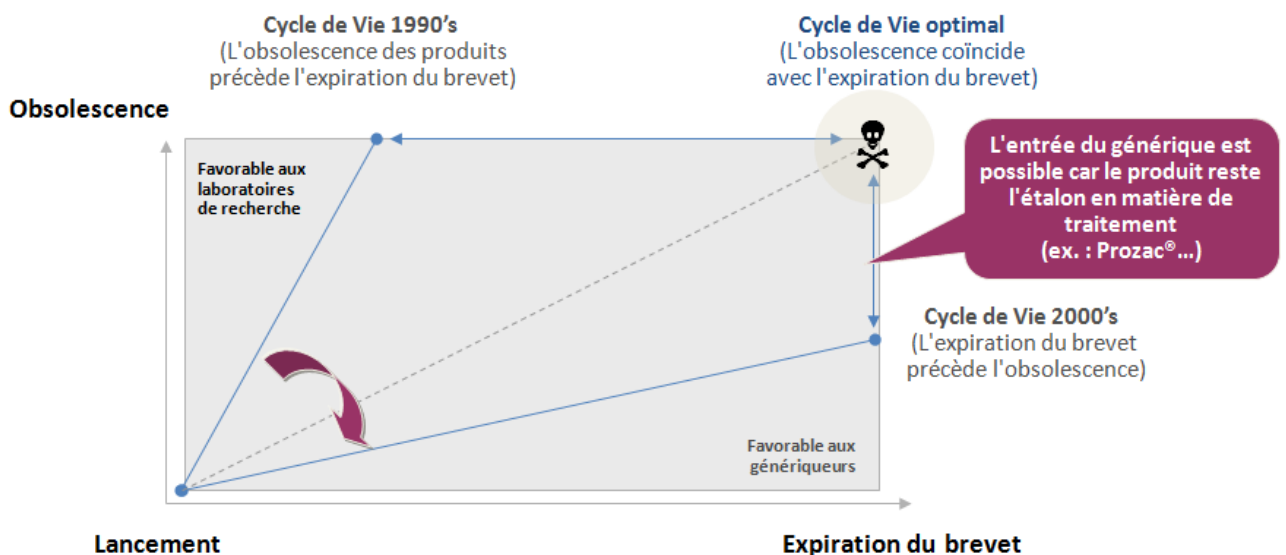 Cycle de Vie 1990's
(L'obsolescence des produits
précède l'expiration du brevet)
Cycle de Vie optimal
(L'obsolescence coïncide
avec l'expiration du brevet)
Obsolescence
Favorable aux
laboratoires
de recherche
L'entrée du générique est
possible car le produit reste
l'étalon en matière de
traitement
(ex. : Prozac®...)
Cycle de Vie 2000's
(L'expiration du brevet
précède l'obsolescence)
Favorable aux
génériqueurs
Lancement
Expiration du brevet